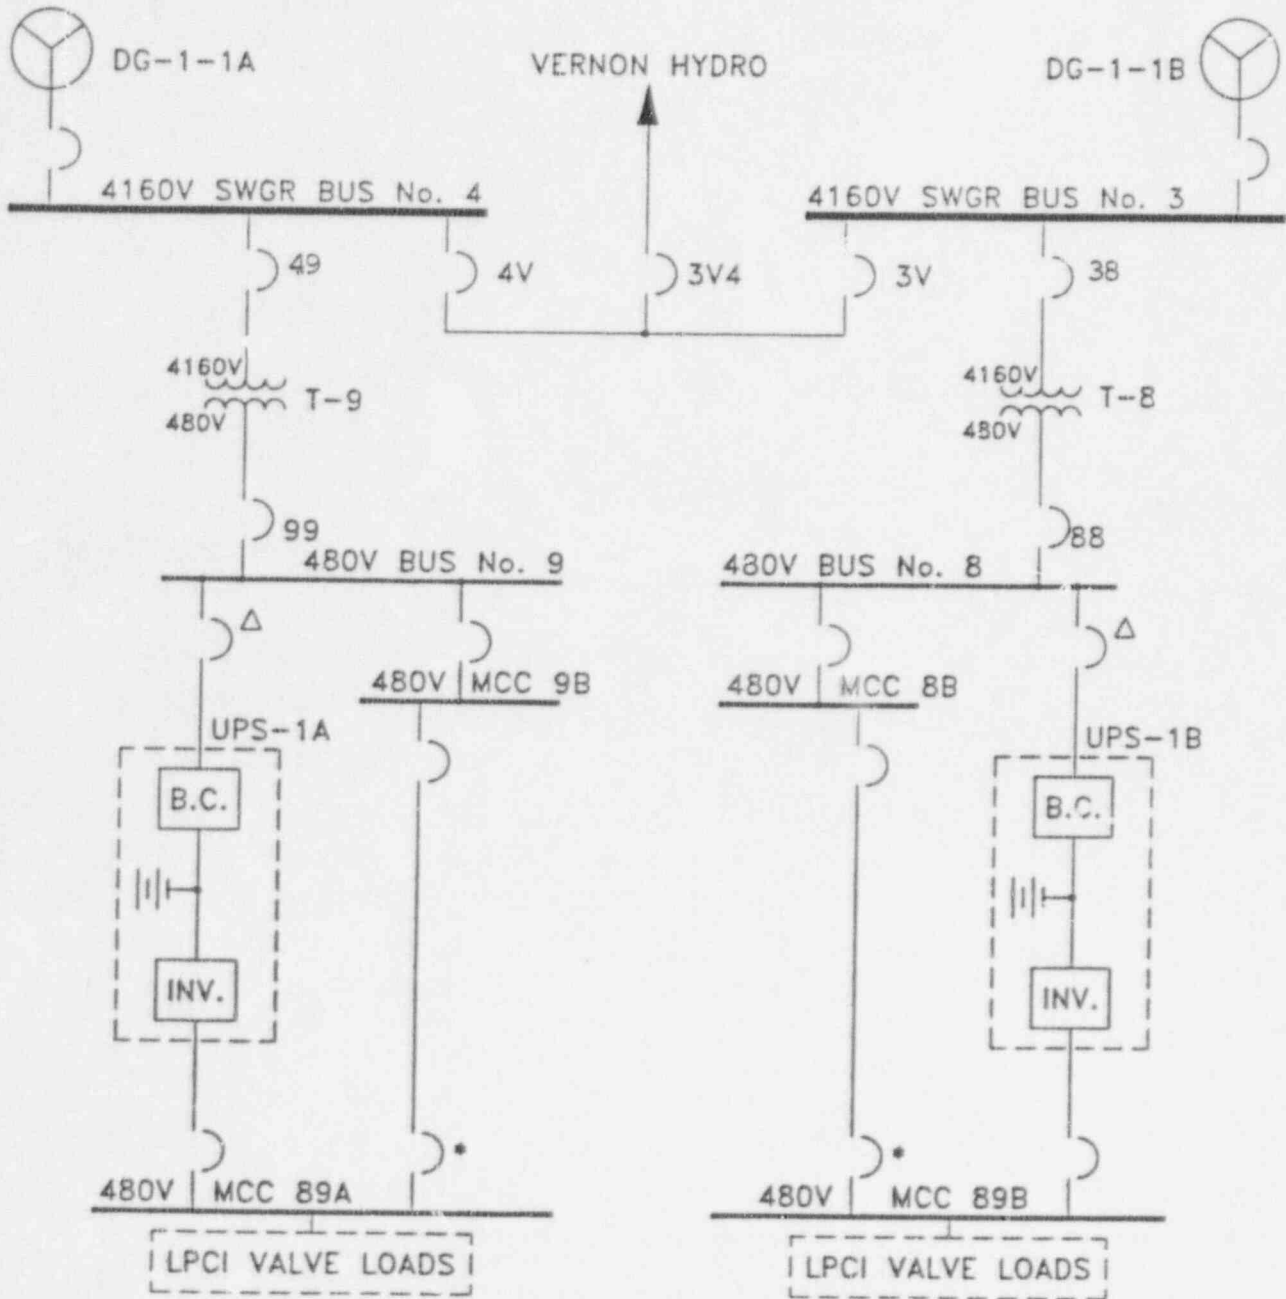 DG-1-1A
VERNON HYDRO
DG-1-1B
4160V SWGR BUS No. 4
4160V SWGR BUS No. 3
49
4V
3V4
3V
38
4160V
T-9
480V
4160V
T-8
480V
99
88
480V BUS No. 9
480V BUS No. 8
Δ
Δ
480V MCC 9B
480V MCC 8B
UPS-1A
UPS-1B
B.C.
B.C.
INV.
INV.
*
*
480V MCC 89A
480V MCC 89B
LPCI VALVE LOADS
LPCI VALVE LOADS